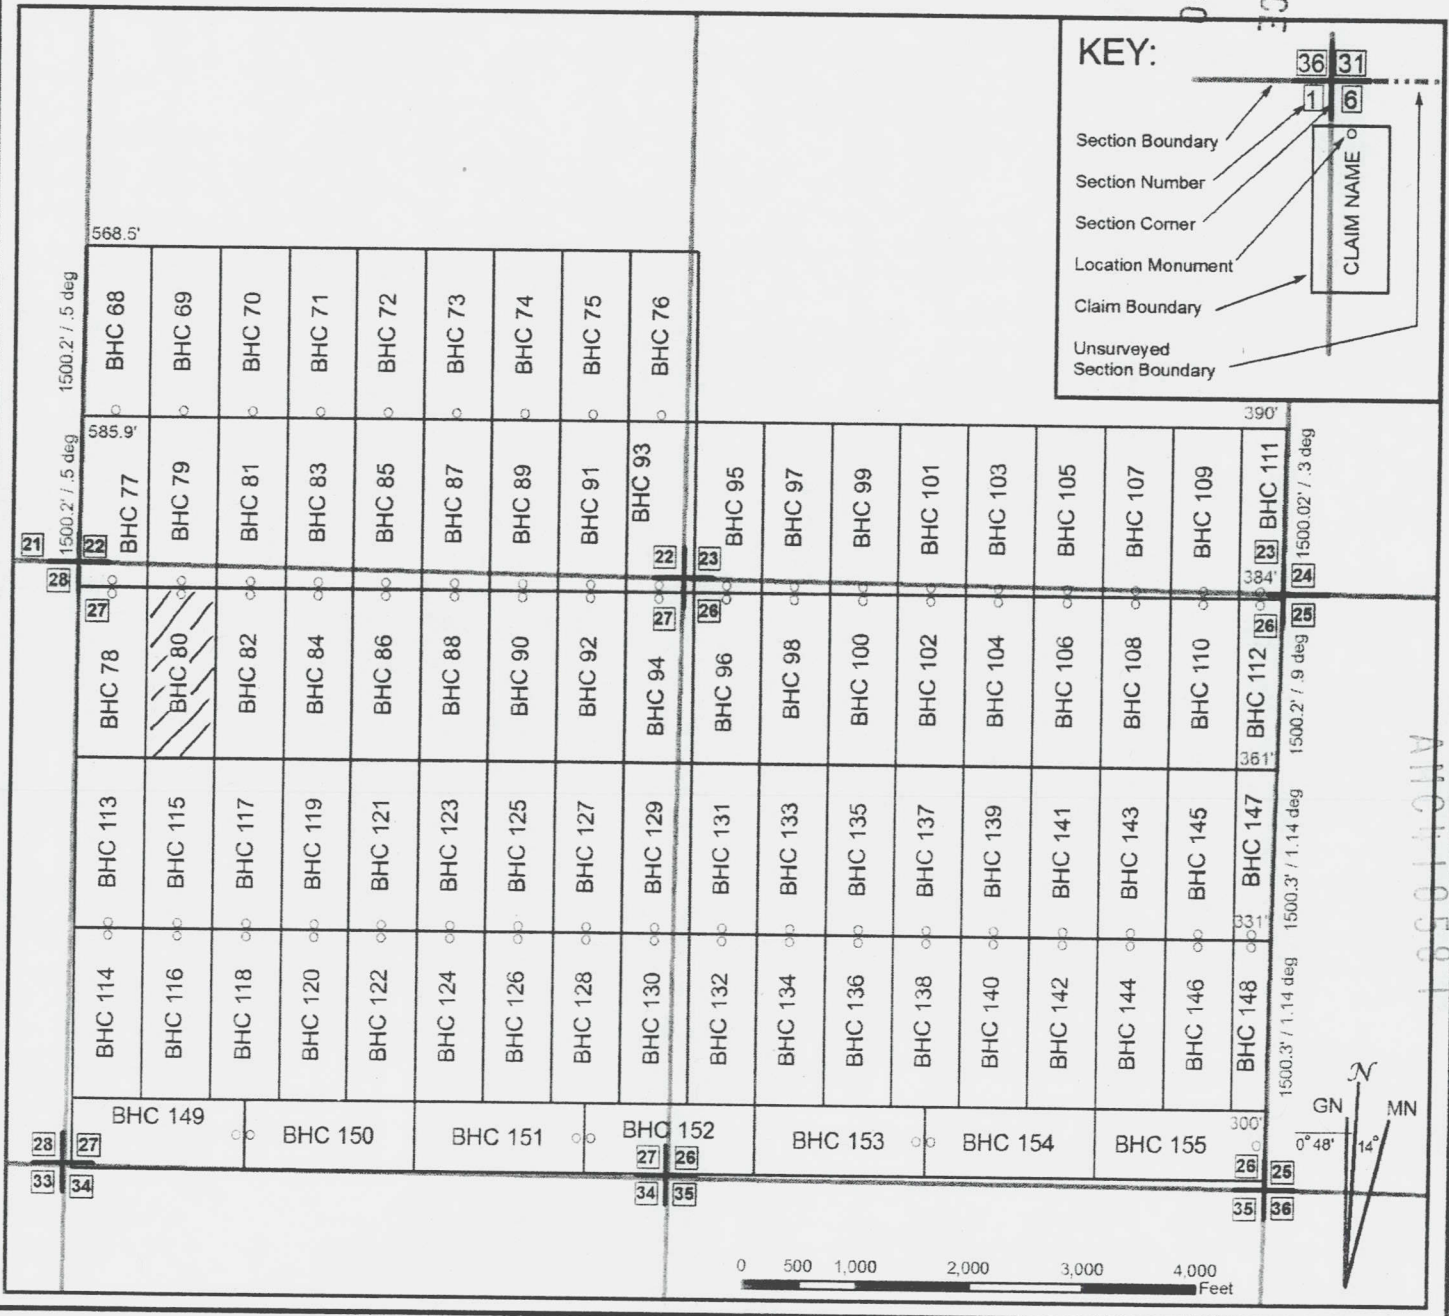 KEY:
36 31
1 6
Section Boundary
Section Number
Section Corner
Location Monument
Claim Boundary
Unsurveyed
Section Boundary
CLAIM NAME
568.5'
1500.2' / .5 deg
BHC 68 BHC 69 BHC 70 BHC 71 BHC 72 BHC 73 BHC 74 BHC 75 BHC 76
585.9'
390'
1500.2' / .5 deg
BHC 77 BHC 79 BHC 81 BHC 83 BHC 85 BHC 87 BHC 89 BHC 91 BHC 93 BHC 95 BHC 97 BHC 99 BHC 101 BHC 103 BHC 105 BHC 107 BHC 109 BHC 111
1500.02' / .3 deg
21 22 22 23 23 24
384'
28 27 27 26 26 25
BHC 78 BHC 80 BHC 82 BHC 84 BHC 86 BHC 88 BHC 90 BHC 92 BHC 94 BHC 96 BHC 98 BHC 100 BHC 102 BHC 104 BHC 106 BHC 108 BHC 110 BHC 112
1500.2' / .9 deg
361'
BHC 113 BHC 115 BHC 117 BHC 119 BHC 121 BHC 123 BHC 125 BHC 127 BHC 129 BHC 131 BHC 133 BHC 135 BHC 137 BHC 139 BHC 141 BHC 143 BHC 145 BHC 147
1500.3' / 1.14 deg
331'
BHC 114 BHC 116 BHC 118 BHC 120 BHC 122 BHC 124 BHC 126 BHC 128 BHC 130 BHC 132 BHC 134 BHC 136 BHC 138 BHC 140 BHC 142 BHC 144 BHC 146 BHC 148
1500.3' / 1.14 deg
BHC 149 BHC 150 BHC 151 BHC 152 BHC 153 BHC 154 BHC 155
300'
28 27 27 26 26 25
33 34 34 35 35 36
N
GN MN
0°48' 14°
0 500 1,000 2,000 3,000 4,000
Feet